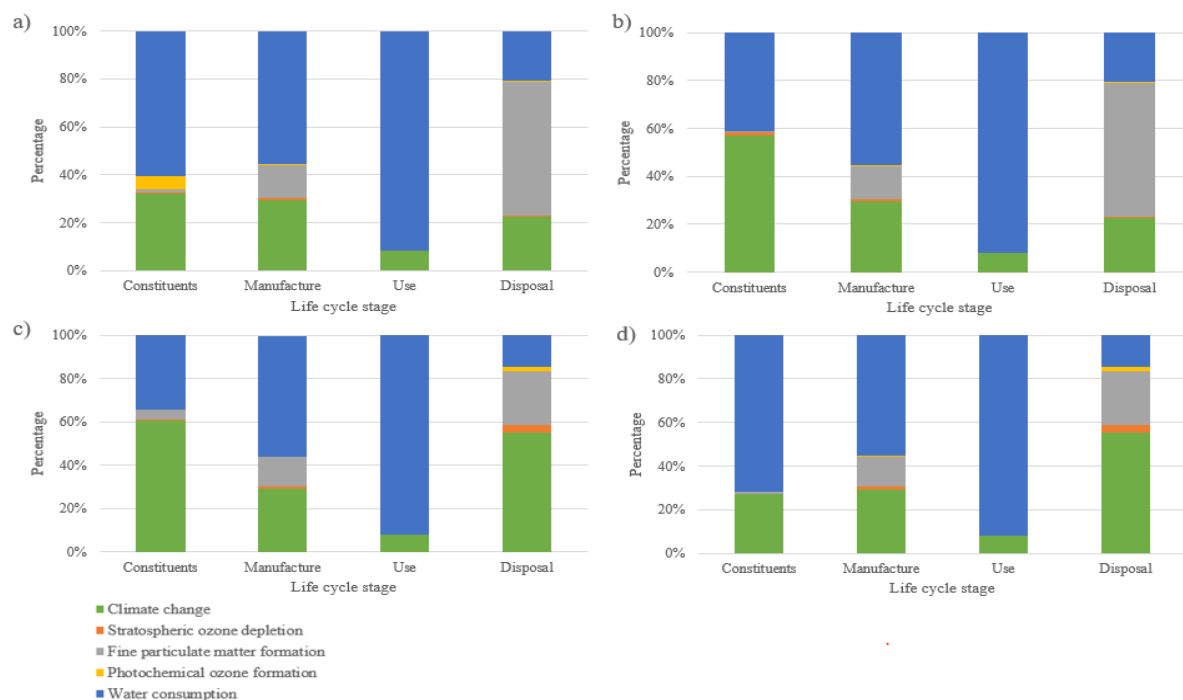 a)
100%
80%
60%
40%
20%
0%
Percentage
Constituents Manufacture Use Disposal
Life cycle stage
b)
100%
80%
60%
40%
20%
0%
Percentage
Constituents Manufacture Use Disposal
Life cycle stage
c)
100%
80%
60%
40%
20%
0%
Percentage
Constituents Manufacture Use Disposal
Life cycle stage
d)
100%
80%
60%
40%
20%
0%
Percentage
Constituents Manufacture Use Disposal
Life cycle stage
Climate change
Stratospheric ozone depletion
Fine particulate matter formation
Photochemical ozone formation
Water consumption